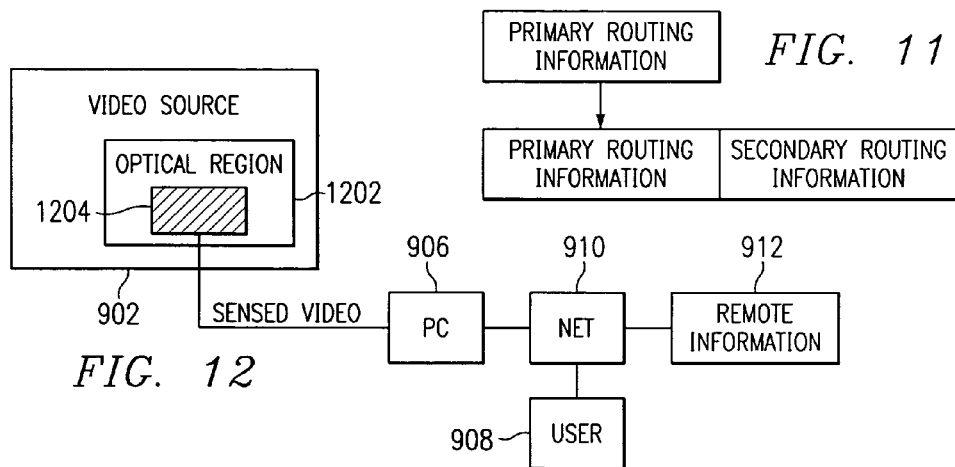 PRIMARY ROUTING
INFORMATION
FIG. 11
PRIMARY ROUTING
INFORMATION
SECONDARY ROUTING
INFORMATION
VIDEO SOURCE
OPTICAL REGION
1204
1202
902
SENSED VIDEO
906
PC
910
NET
912
REMOTE
INFORMATION
908
USER
FIG. 12